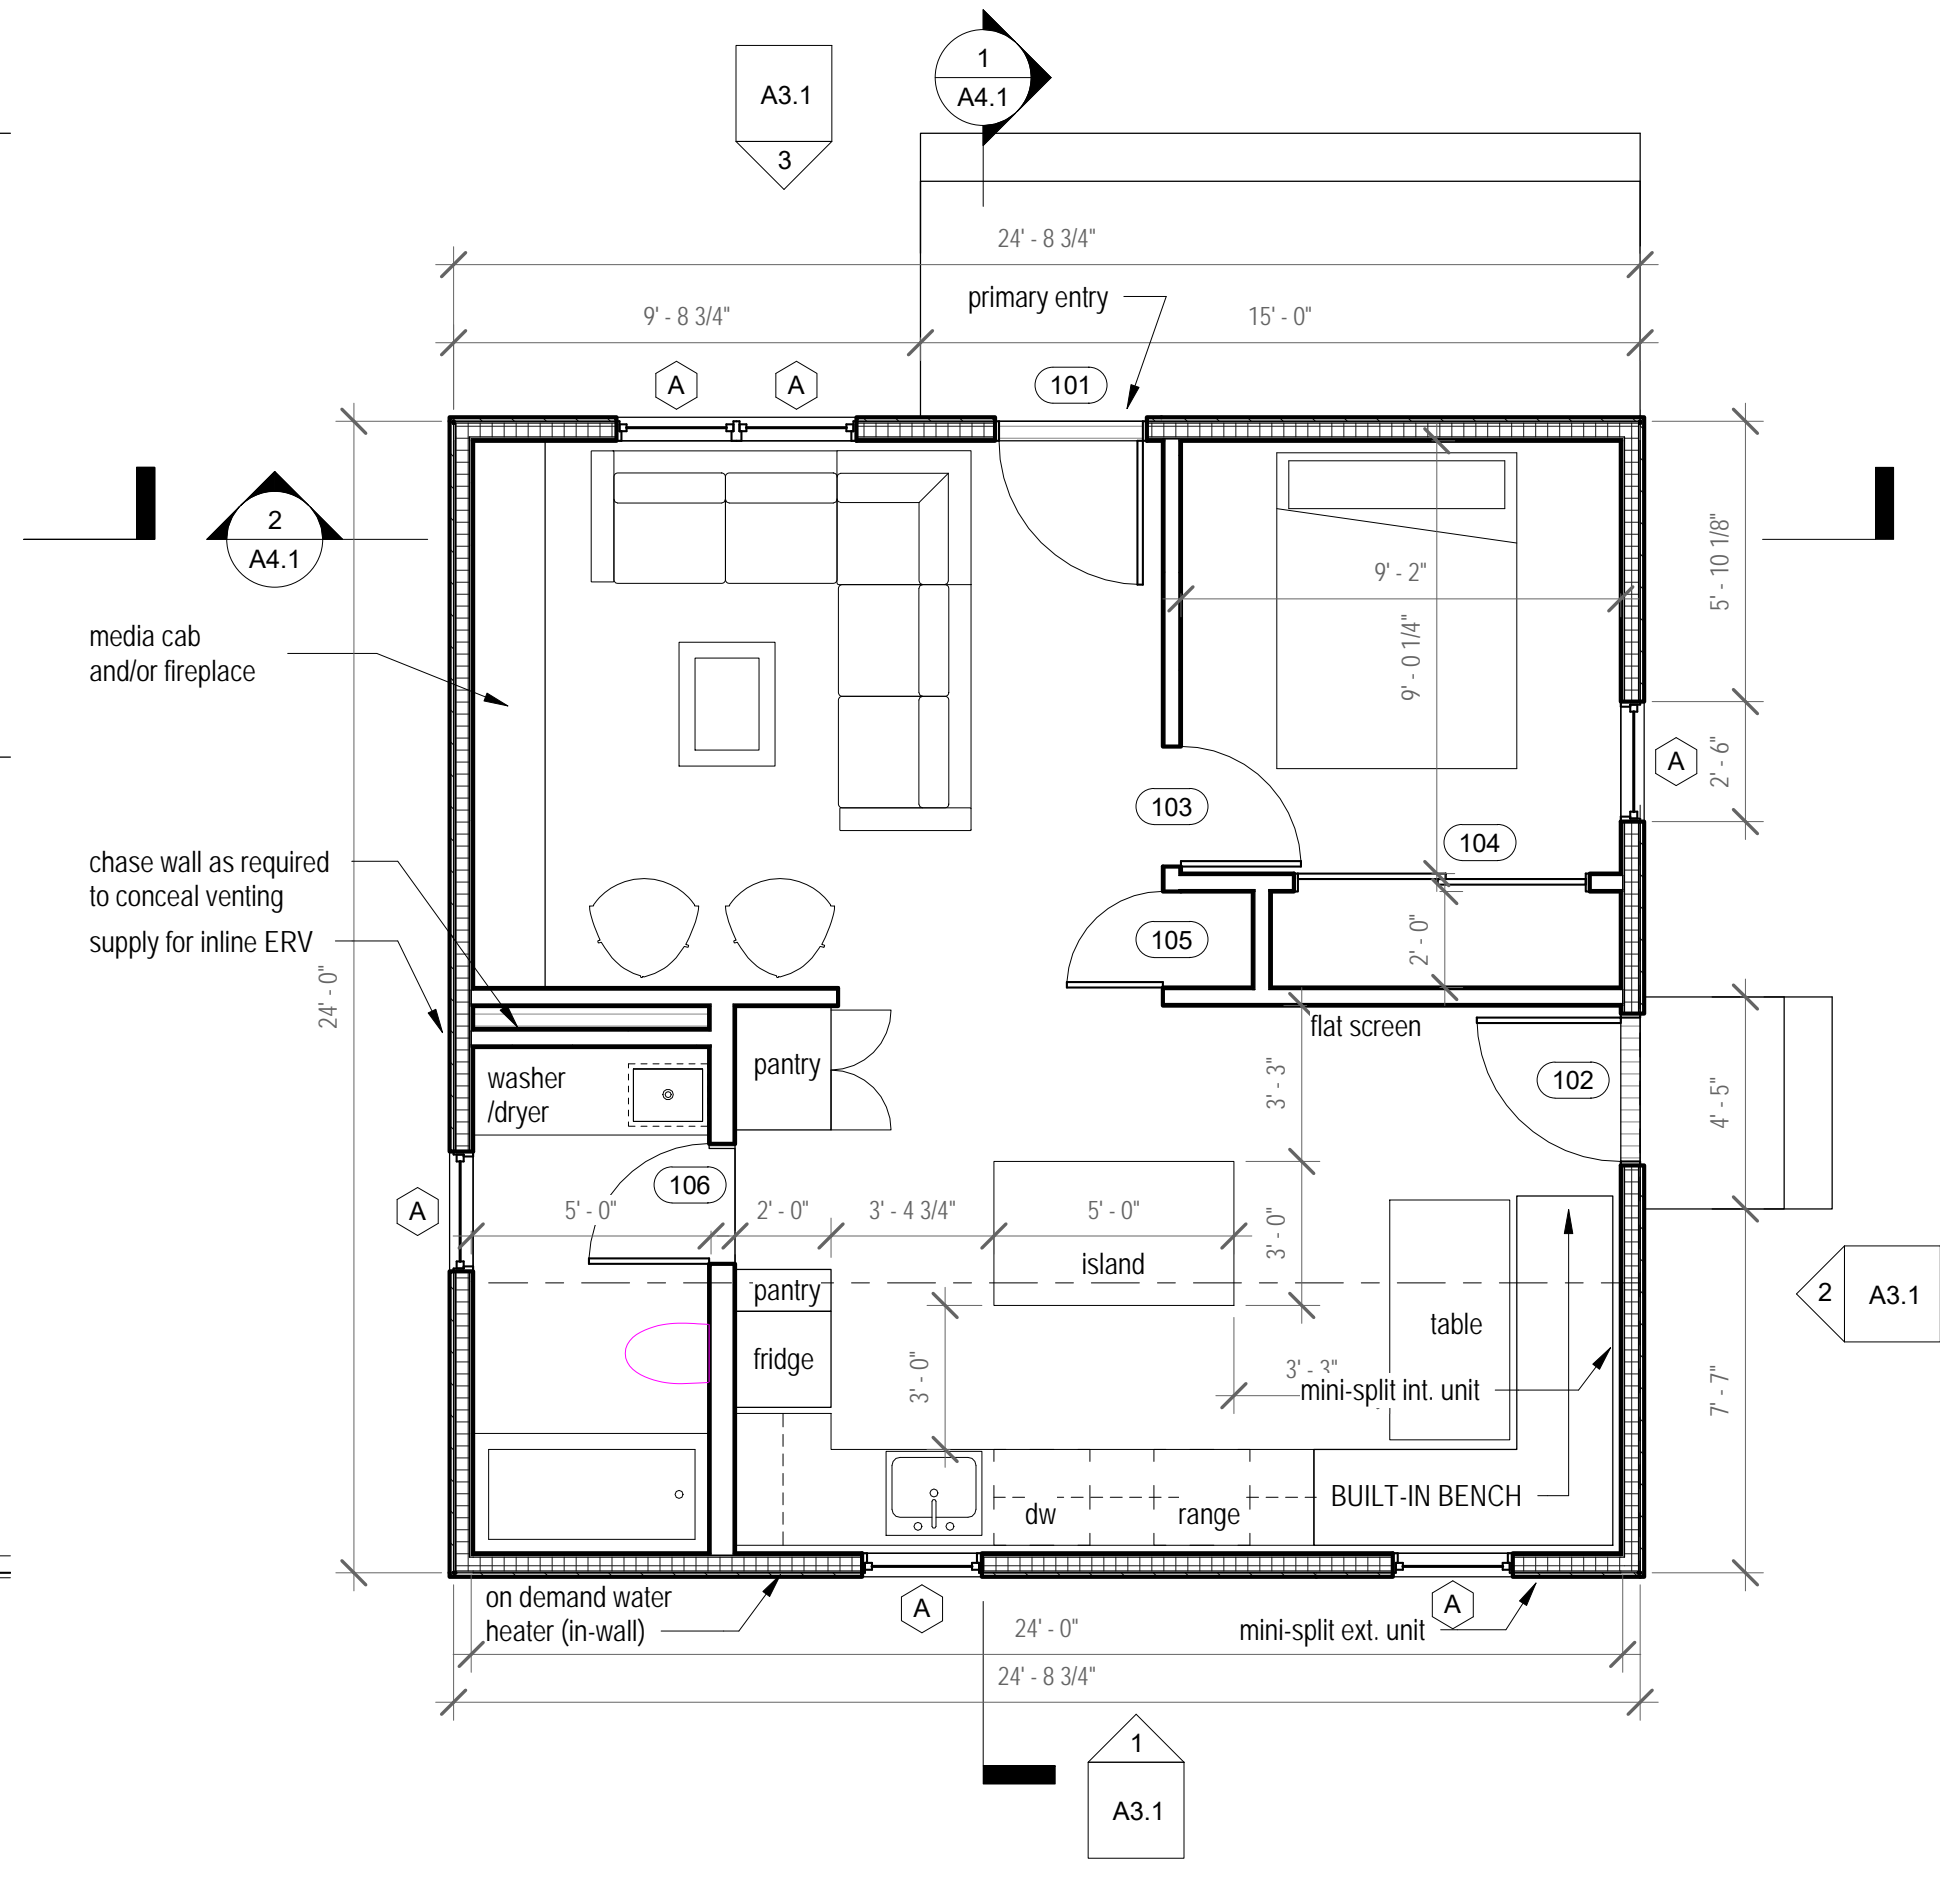 1
A3.1
A4.1
3
24' - 8 3/4"
primary entry
9' - 8 3/4"
15' - 0"
A
A
101
2
A4.1
5' - 10 1/8"
9' - 2"
9' - 0 1/4"
media cab
and/or fireplace
2' - 6"
A
103
104
chase wall as required
to conceal venting
supply for inline ERV
105
2' - 0"
24' - 0"
flat screen
pantry
washer
/dryer
3' - 3"
102
4' - 5"
106
A
5' - 0"
2' - 0"
3' - 4 3/4"
5' - 0"
3' - 0"
island
pantry
2
A3.1
table
fridge
3' - 0"
3' - 3"
mini-split int. unit
7' - 7"
BUILT-IN BENCH
dw
range
on demand water
heater (in-wall)
A
A
24' - 0"
mini-split ext. unit
24' - 8 3/4"
1
A3.1